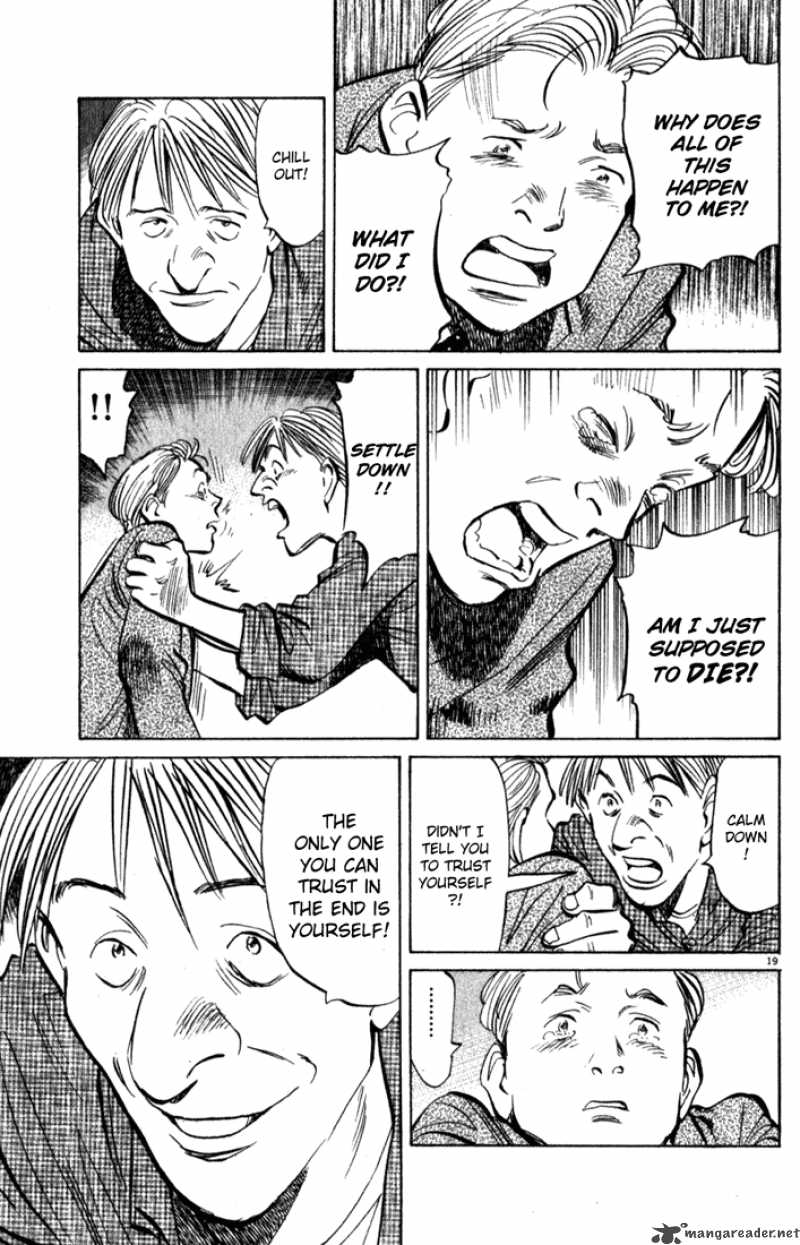 WHY DOES
ALL OF
THIS
HAPPEN
TO ME?!
WHAT
DID I
DO?!
CHILL
OUT!
AM I JUST
SUPPOSED
TO DIE?!
SETTLE
DOWN
!!
!!
CALM
DOWN
!
DIDN'T I
TELL YOU
TO TRUST
YOURSELF
?!
19
........
THE
ONLY ONE
YOU CAN
TRUST IN
THE END IS
YOURSELF!
mangareader.net